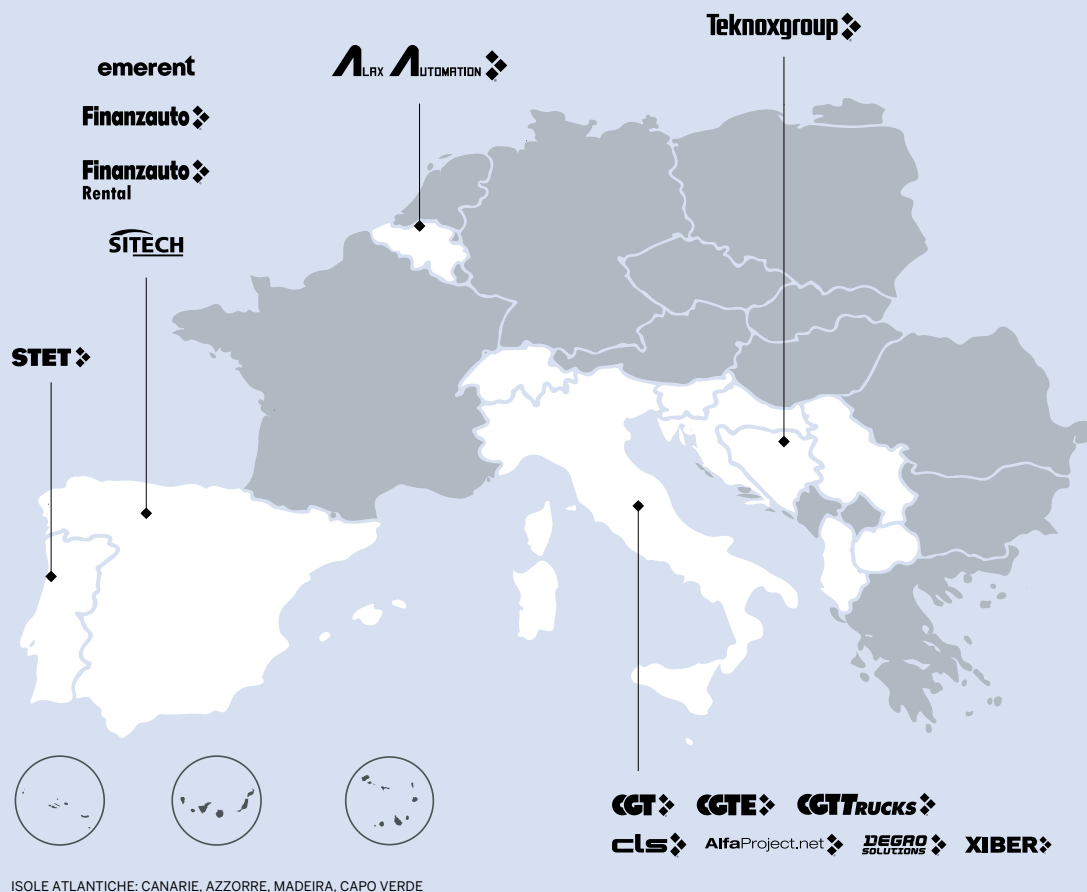 Teknoxgroup
emerent
ALAX AUTOMATION
Finanzauto
Finanzauto
Rental
SITECH
STET
CGT CGTE CGTTRUCKS
cls AlfaProject.net DEGRO SOLUTIONS XIBER
ISOLE ATLANTICHE: CANARIE, AZZORRE, MADEIRA, CAPO VERDE